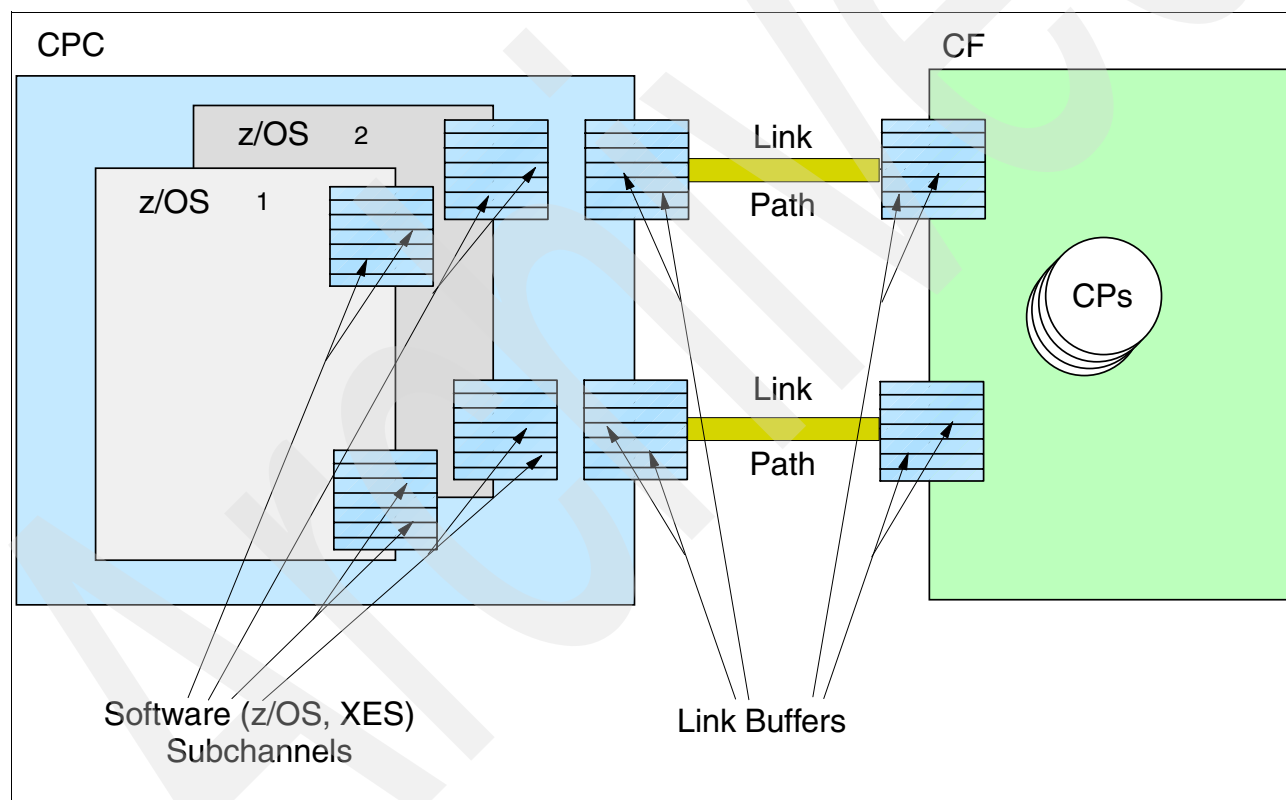 CPC
CF
z/OS 2
z/OS 1
Link
Path
CPs
Link
Path
Software (z/OS, XES)
Subchannels
Link Buffers